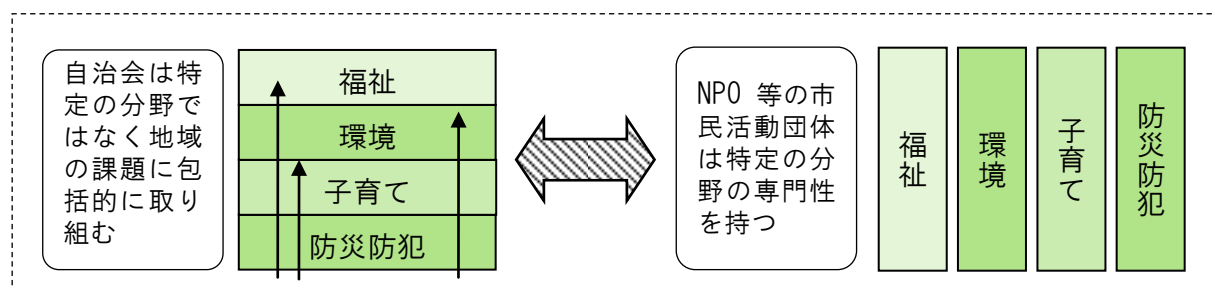 自治会は特
定の分野で
はなく地域
の課題に包
括的に取り
組む
福祉
環境
子育て
防災防犯
NPO 等の市
民活動団体
は特定の分
野の専門性
を持つ
福祉
環境
子育て
防災防犯